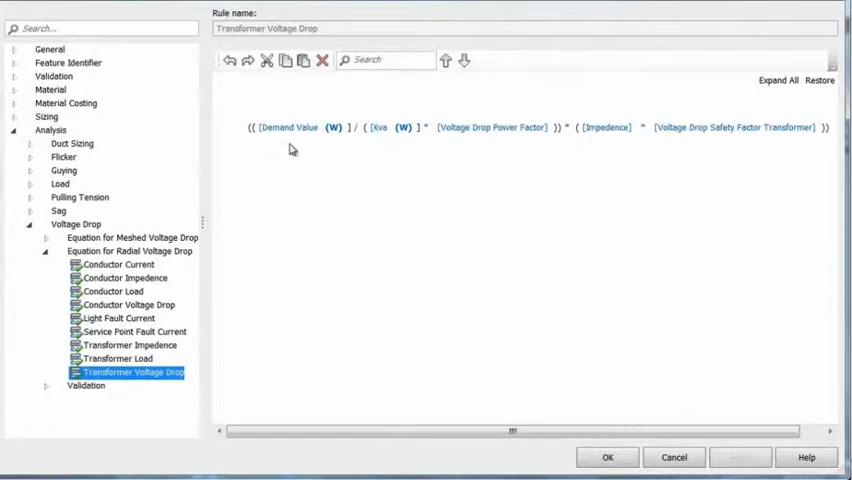 Rule name:
Search...
Transformer Voltage Drop
General
Feature Identifier
Validation
Material
Material Costing
Sizing
Analysis
Duct Sizing
Flicker
Guying
Load
Pulling Tension
Sag
Voltage Drop
Equation for Meshed Voltage Drop
Equation for Radial Voltage Drop
Conductor Current
Conductor Impedence
Conductor Load
Conductor Voltage Drop
Light Fault Current
Service Point Fault Current
Transformer Impedence
Transformer Load
Transformer Voltage Drop
Validation
Search
Expand All Restore
(( [Demand Value (W) ] / ( [Kva (W) ] * [Voltage Drop Power Factor] )) * ( [Impedence] * [Voltage Drop Safety Factor Transformer] ))
OK Cancel Help